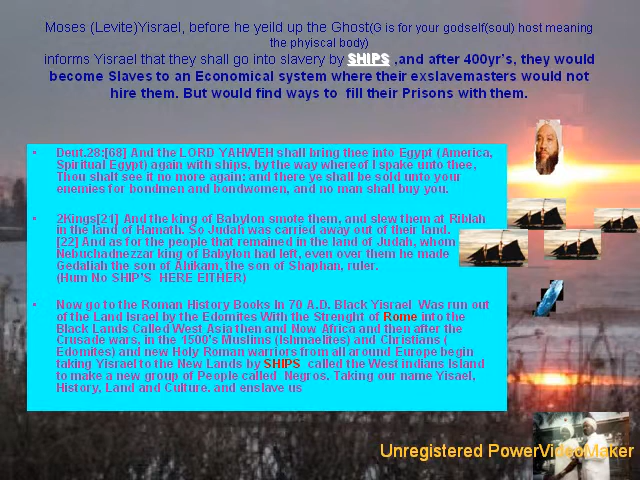 Moses (Levite)Yisrael, before he yeild up the Ghost(G is for your godself(soul) host meaning
the phyiscal body)
informs Yisrael that they shall go into slavery by SHIPS ,and after 400yr's, they would
become Slaves to an Economical system where their exslavemasters would not
hire them. But would find ways to fill their Prisons with them.
• Deut.28:[68] And the LORD YAHWEH shall bring thee into Egypt (America,
Spiritual Egypt) again with ships. by the way whereof I spake unto thee,
Thou shalt see it no more again: and there ye shall be sold unto your
enemies for bondmen and bondwomen, and no man shall buy you.
• 2Kings[21] And the king of Babylon smote them, and slew them at Riblah
in the land of Hamath. So Judah was carried away out of their land.
[22] And as for the people that remained in the land of Judah, whom
Nebuchadnezzar king of Babylon had left, even over them he made
Gedaliah the son of Ahikam, the son of Shaphan, ruler.
(Hum No SHIP'S HERE EITHER)
• Now go to the Roman History Books In 70 A.D. Black Yisrael Was run out
of the Land Israel by the Edomites With the Strenght of Rome into the
Black Lands Called West Asia then and Now Africa and then after the
Crusade wars, in the 1500's Muslims (Ishmaelites) and Christians (
Edomites) and new Holy Roman warriors from all around Europe begin
taking Yisrael to the New Lands by SHIPS called the West indians Island
to make a new group of People called Negros. Taking our name Yisael,
History, Land and Culture. and enslave us
Unregistered PowerVideoMaker